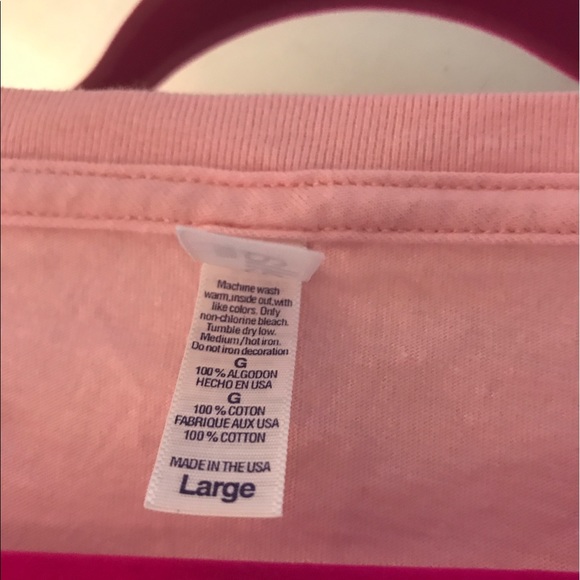 Machine wash
warm,inside out,with
like colors. Only
non-chlorine bleach.
Tumble dry low.
Medium/hot iron.
Do not iron decoration
G
100% ALGODON
HECHO EN USA
G
100% COTON
FABRIQUE AUX USA
100% COTTON
MADE IN THE USA
Large